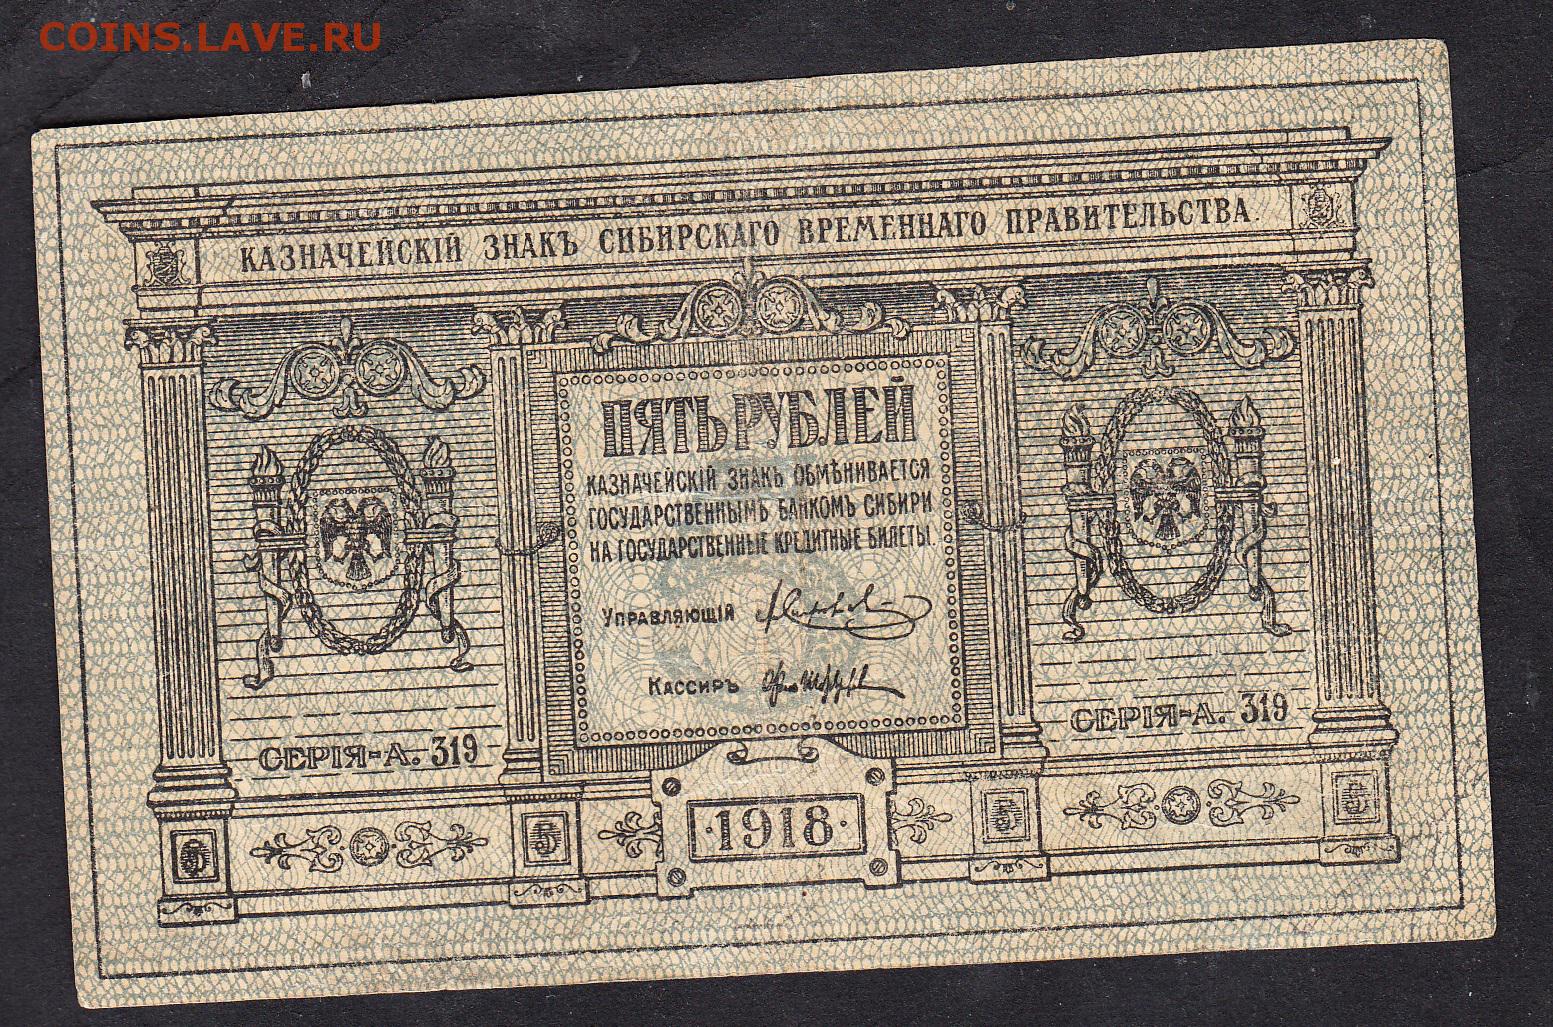 COINS.LAVE.RU
КАЗНАЧЕЙСКІЙ ЗНАКЪ СИБИРСКАГО ВРЕМЕННАГО ПРАВИТЕЛЬСТВА.
ПЯТЬ РУБЛЕЙ
КАЗНАЧЕЙСКІЙ ЗНАКЪ ОБМѢНИВАЕТСЯ
ГОСУДАРСТВЕННЫМЪ БАНКОМЪ СИБИРИ
НА ГОСУДАРСТВЕННЫЕ КРЕДИТНЫЕ БИЛЕТЫ.
УПРАВЛЯЮЩІЙ
КАССИРЪ
СЕРІЯ-А. 319
СЕРІЯ-А. 319
·1918·
5
5
5
5